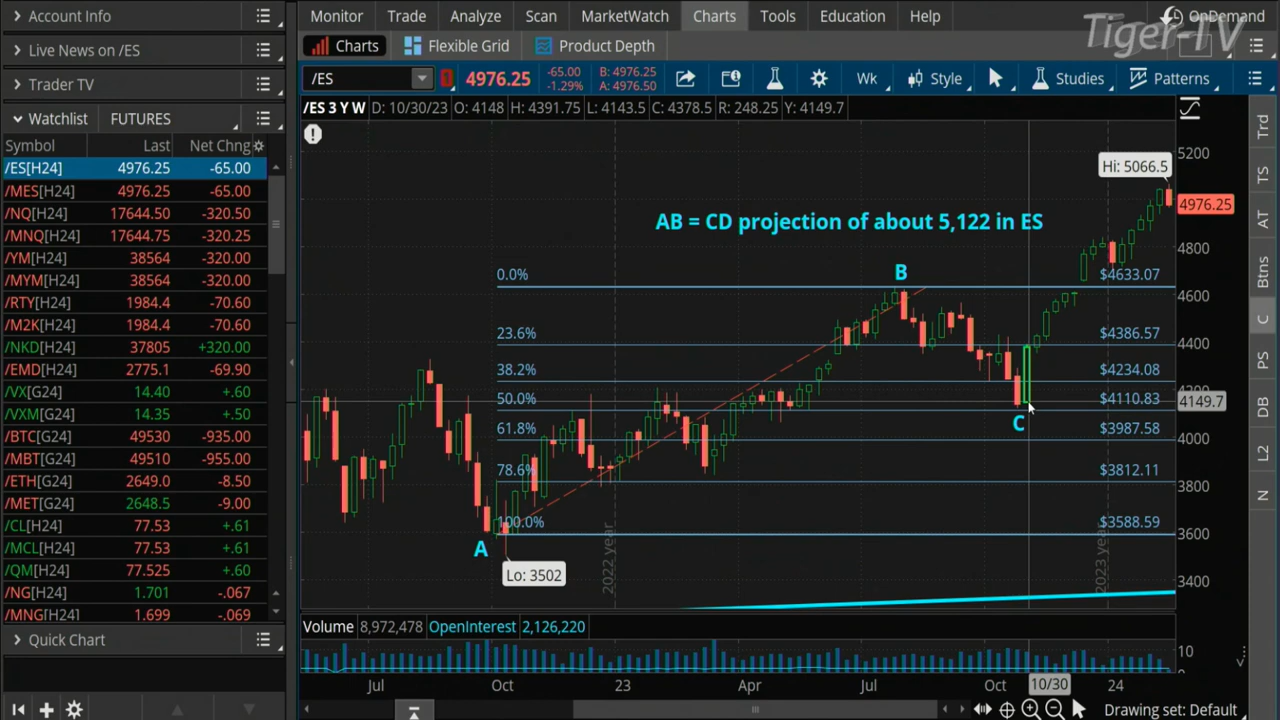 Monitor Trade Analyze Scan MarketWatch Charts Tools Education Help OnDemand
Tiger-TV
Account Info
Live News on /ES
Trader TV
Watchlist FUTURES
Symbol Last Net Chng
/ES[H24] 4976.25 -65.00
/MES[H24] 4976.25 -65.00
/NQ[H24] 17644.50 -320.50
/MNQ[H24] 17644.75 -320.25
/YM[H24] 38564 -320.00
/MYM[H24] 38564 -320.00
/RTY[H24] 1984.4 -70.60
/M2K[H24] 1984.4 -70.60
/NKD[H24] 37805 +320.00
/EMD[H24] 2775.1 -69.90
/VX[G24] 14.40 +.60
/VXM[G24] 14.35 +.50
/BTC[G24] 49530 -935.00
/MBT[G24] 49510 -955.00
/ETH[G24] 2649.0 -8.50
/MET[G24] 2648.5 -9.00
/CL[H24] 77.53 +.61
/MCL[H24] 77.53 +.61
/QM[H24] 77.525 +.60
/NG[H24] 1.701 -.067
/MNG[H24] 1.699 -.068
Quick Chart
Charts Flexible Grid Product Depth
/ES 4976.25 -65.00 -1.29% B: 4976.25 A: 4976.50 Wk Style Studies Patterns
/ES 3 Y W D: 10/30/23 O: 4148 H: 4391.75 L: 4143.5 C: 4378.5 R: 248.25 Y: 4149.7
Hi: 5066.5
AB = CD projection of about 5,122 in ES
B
0.0% $4633.07
23.6% $4386.57
38.2% $4234.08
50.0% $4110.83
61.8% $3987.58
78.6% $3812.11
100.0% $3588.59
C
A
Lo: 3502
2022 year
2023 year
5200
4976.25
4800
4600
4400
4200
4149.7
4000
3800
3600
3400
Volume 8,972,478 OpenInterest 2,126,220
10
Jul Oct 23 Apr Jul Oct 10/30 24
Drawing set: Default
Trd
TS
AT
Btns
C
PS
DB
L2
N